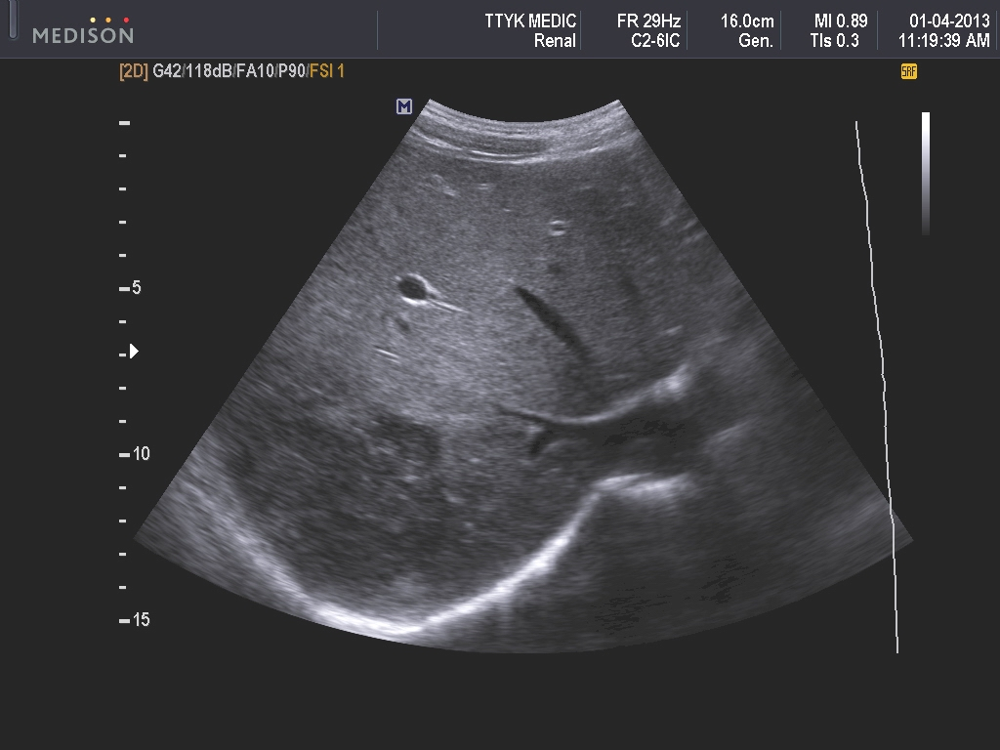 MEDISON
TTYK MEDIC
Renal
FR 29Hz
C2-6IC
16.0cm
Gen.
MI 0.89
TIs 0.3
01-04-2013
11:19:39 AM
[2D] G42/118dB/FA10/P90/FSI 1
SRF
M
5
10
15